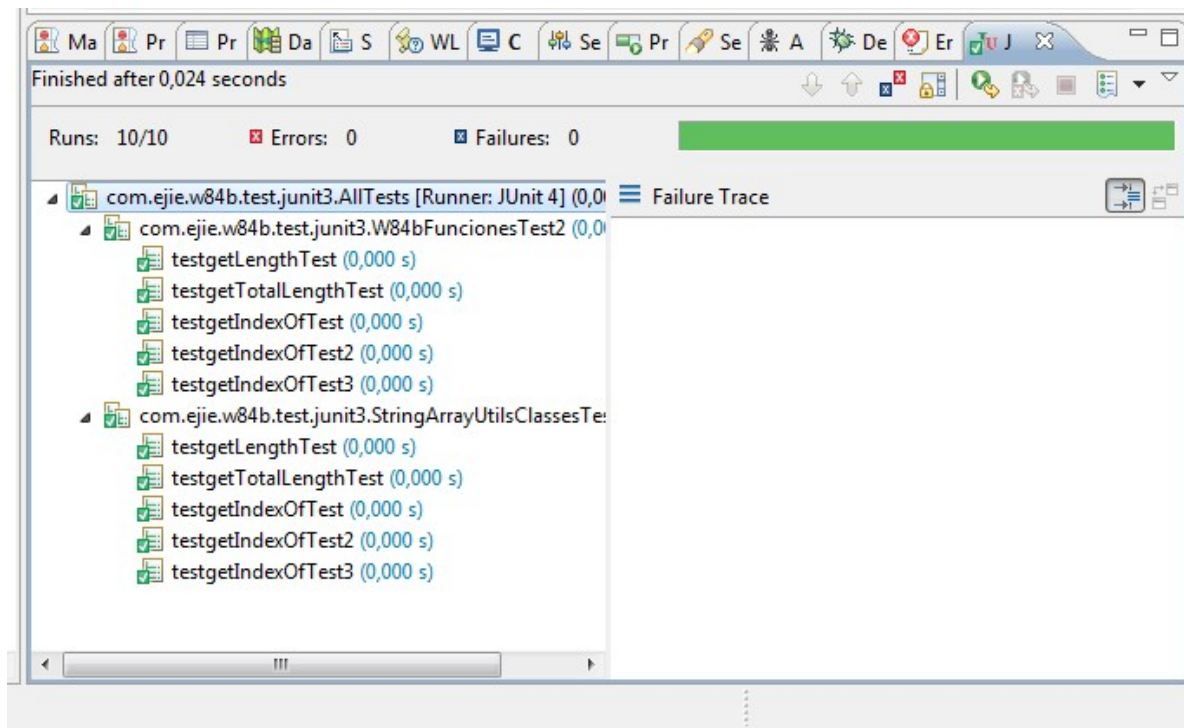 Ma Pr Pr Da S WL C Se Pr Se A De Er Ju J
Finished after 0,024 seconds
Runs: 10/10 Errors: 0 Failures: 0
com.ejie.w84b.test.junit3.AllTests [Runner: JUnit 4] (0,00
Failure Trace
com.ejie.w84b.test.junit3.W84bFuncionesTest2 (0,00
testgetLengthTest (0,000 s)
testgetTotalLengthTest (0,000 s)
testgetIndexOfTest (0,000 s)
testgetIndexOfTest2 (0,000 s)
testgetIndexOfTest3 (0,000 s)
com.ejie.w84b.test.junit3.StringArrayUtilsClassesTes
testgetLengthTest (0,000 s)
testgetTotalLengthTest (0,000 s)
testgetIndexOfTest (0,000 s)
testgetIndexOfTest2 (0,000 s)
testgetIndexOfTest3 (0,000 s)